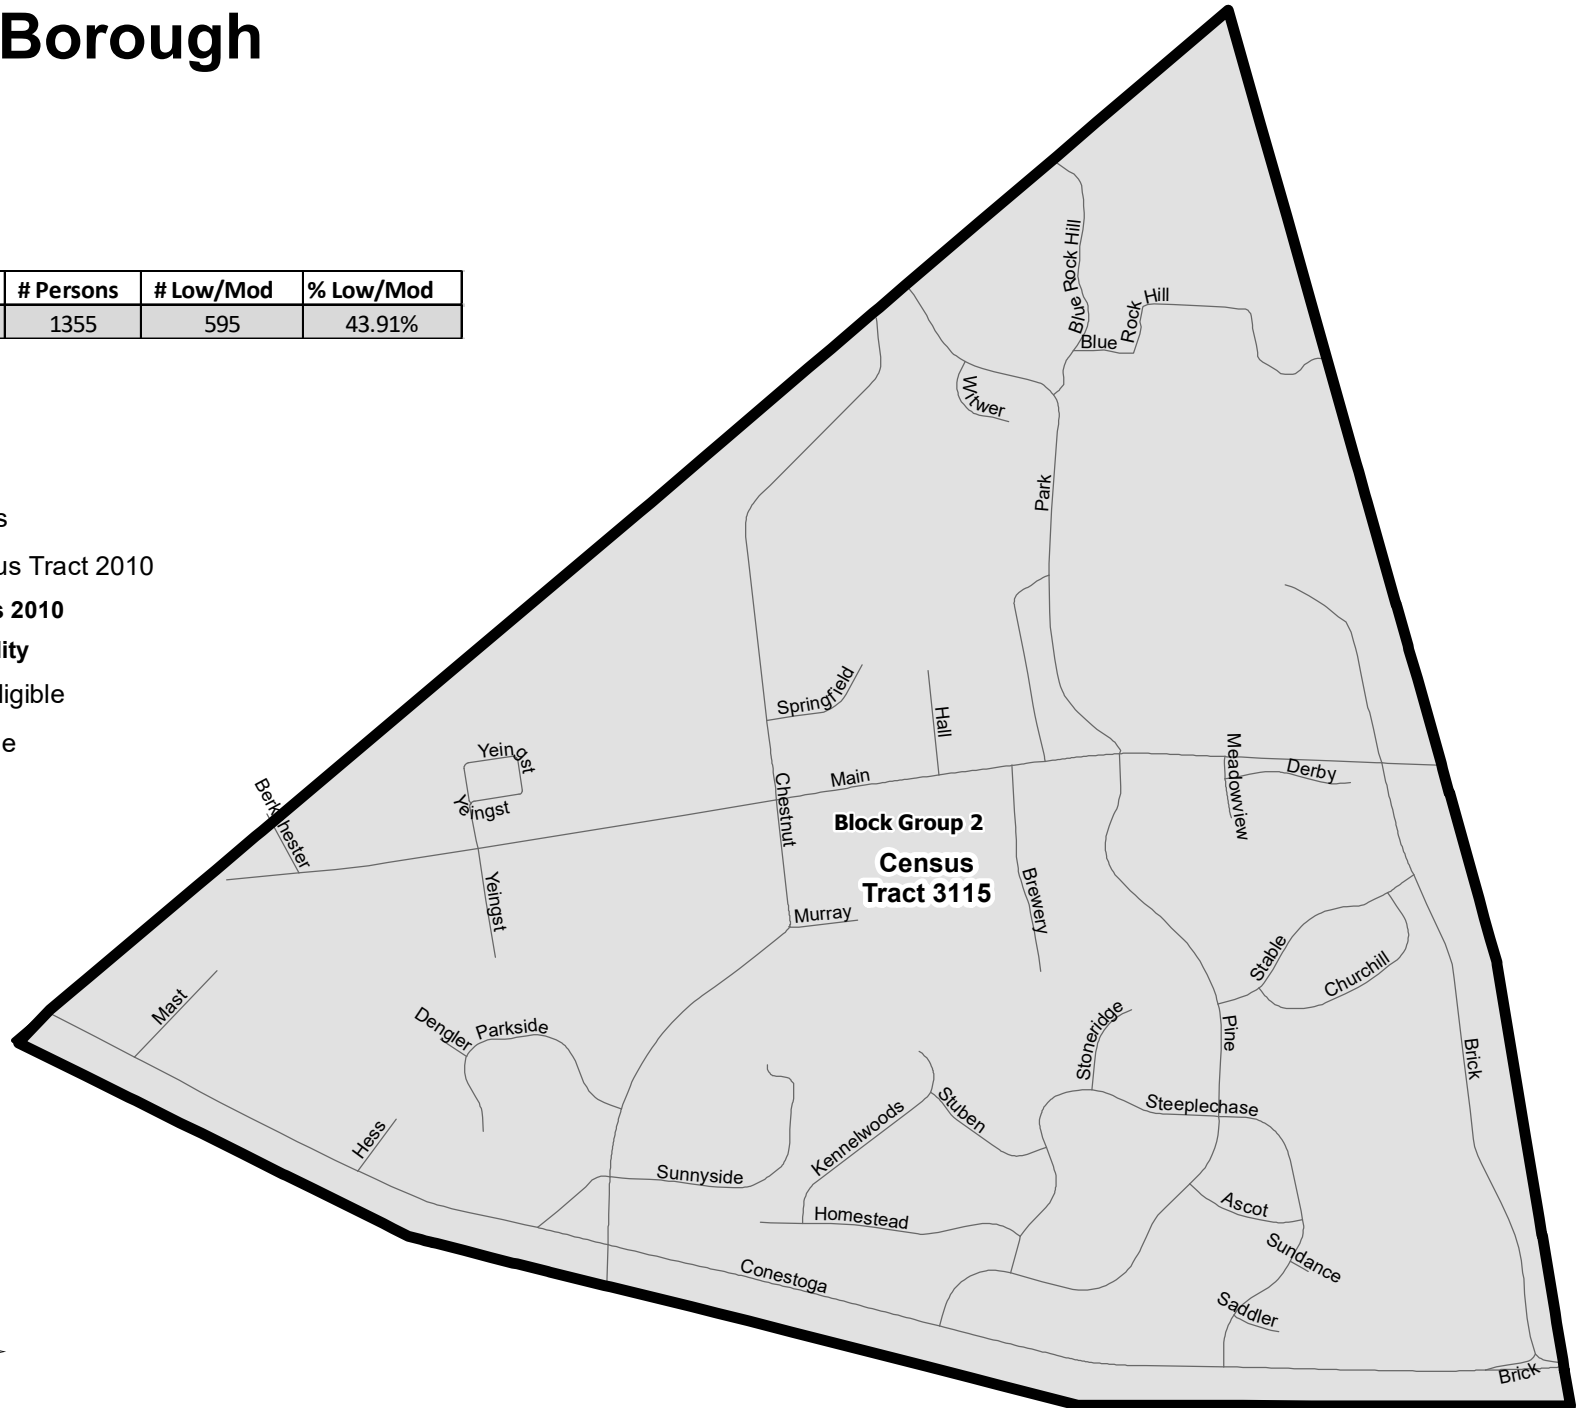 Borough
# Persons # Low/Mod % Low/Mod
1355 595 43.91%
s
us Tract 2010
s 2010
lity
ligible
e
Blue Rock Hill
Blue Rock Hill
Witwer
Park
Springfield
Hall
Yeingst
Yeingst
Yeingst
Berkchester
Main
Chestnut
Meadowview
Derby
Block Group 2
Census
Tract 3115
Brewery
Murray
Stable
Churchill
Mast
Dengler
Parkside
Stoneridge
Pine
Brick
Hess
Kennelwoods
Stuben
Steeplechase
Sunnyside
Homestead
Ascot
Sundance
Conestoga
Saddler
Brick